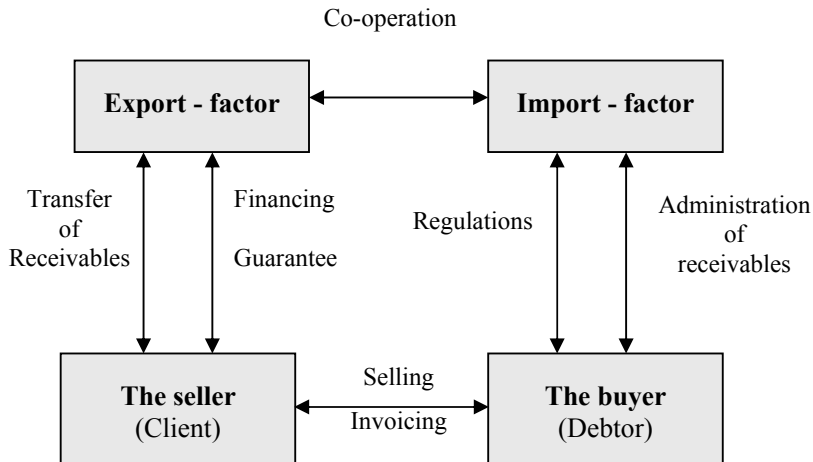 Co-operation
Export - factor
Import - factor
Transfer
of
Receivables
Financing
Guarantee
Regulations
Administration
of
receivables
The seller
(Client)
Selling
Invoicing
The buyer
(Debtor)